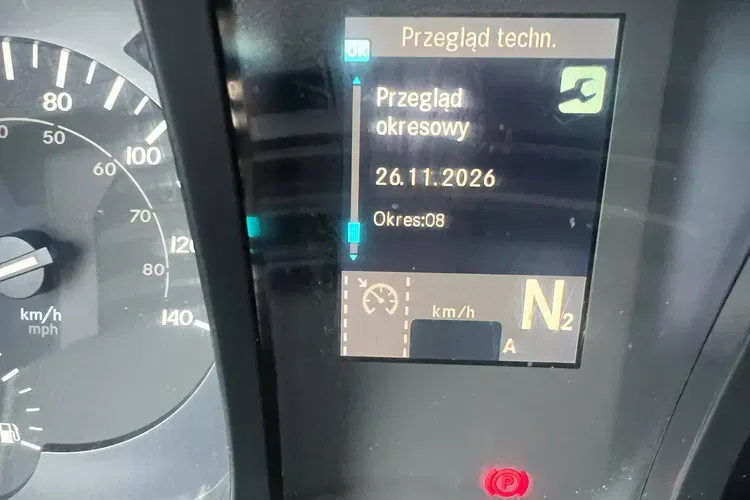 Przegląd techn.
OK
Przegląd
okresowy
26.11.2026
Okres:08
km/h
N2
A
80
100
120
140
50
60
70
80
km/h
mph
P